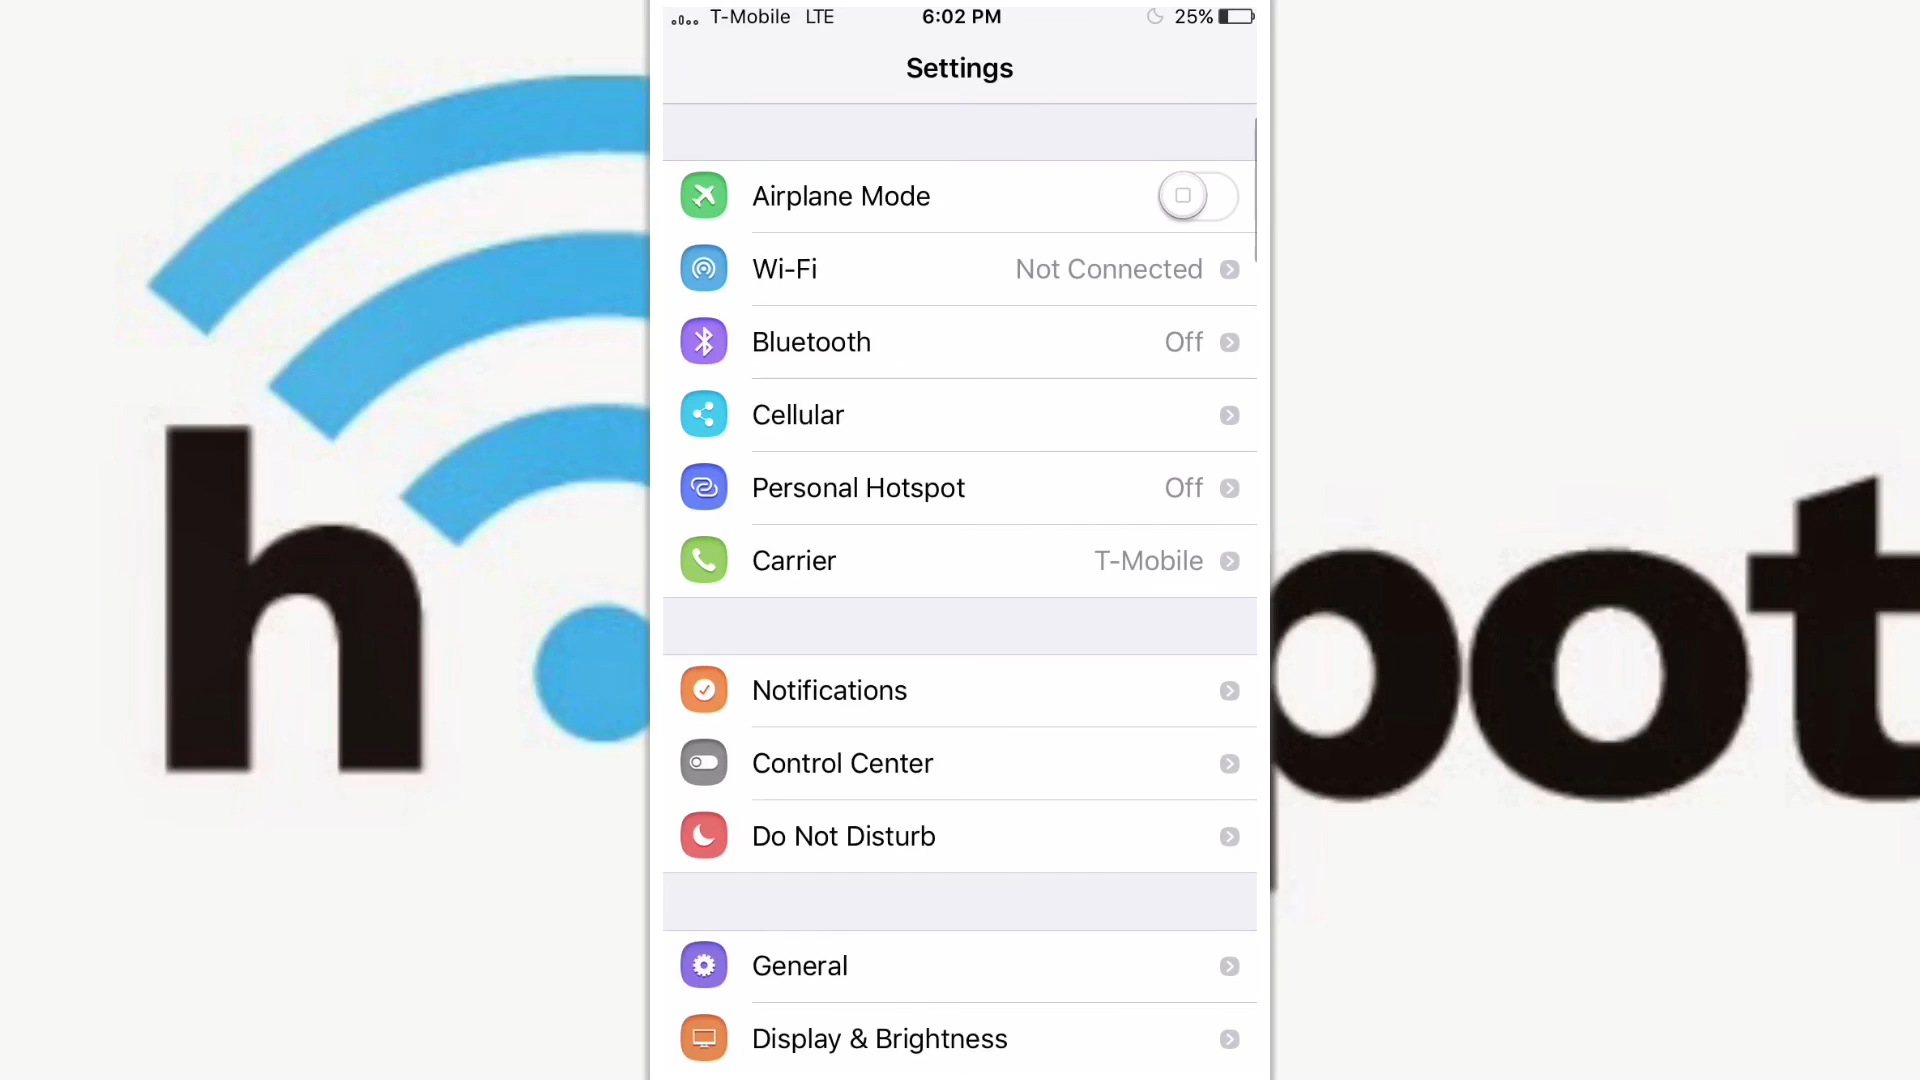 T-Mobile LTE 6:02 PM 25%
Settings
Airplane Mode
Wi-Fi Not Connected
Bluetooth Off
Cellular
Personal Hotspot Off
Carrier T-Mobile
Notifications
Control Center
Do Not Disturb
General
Display & Brightness
h pot